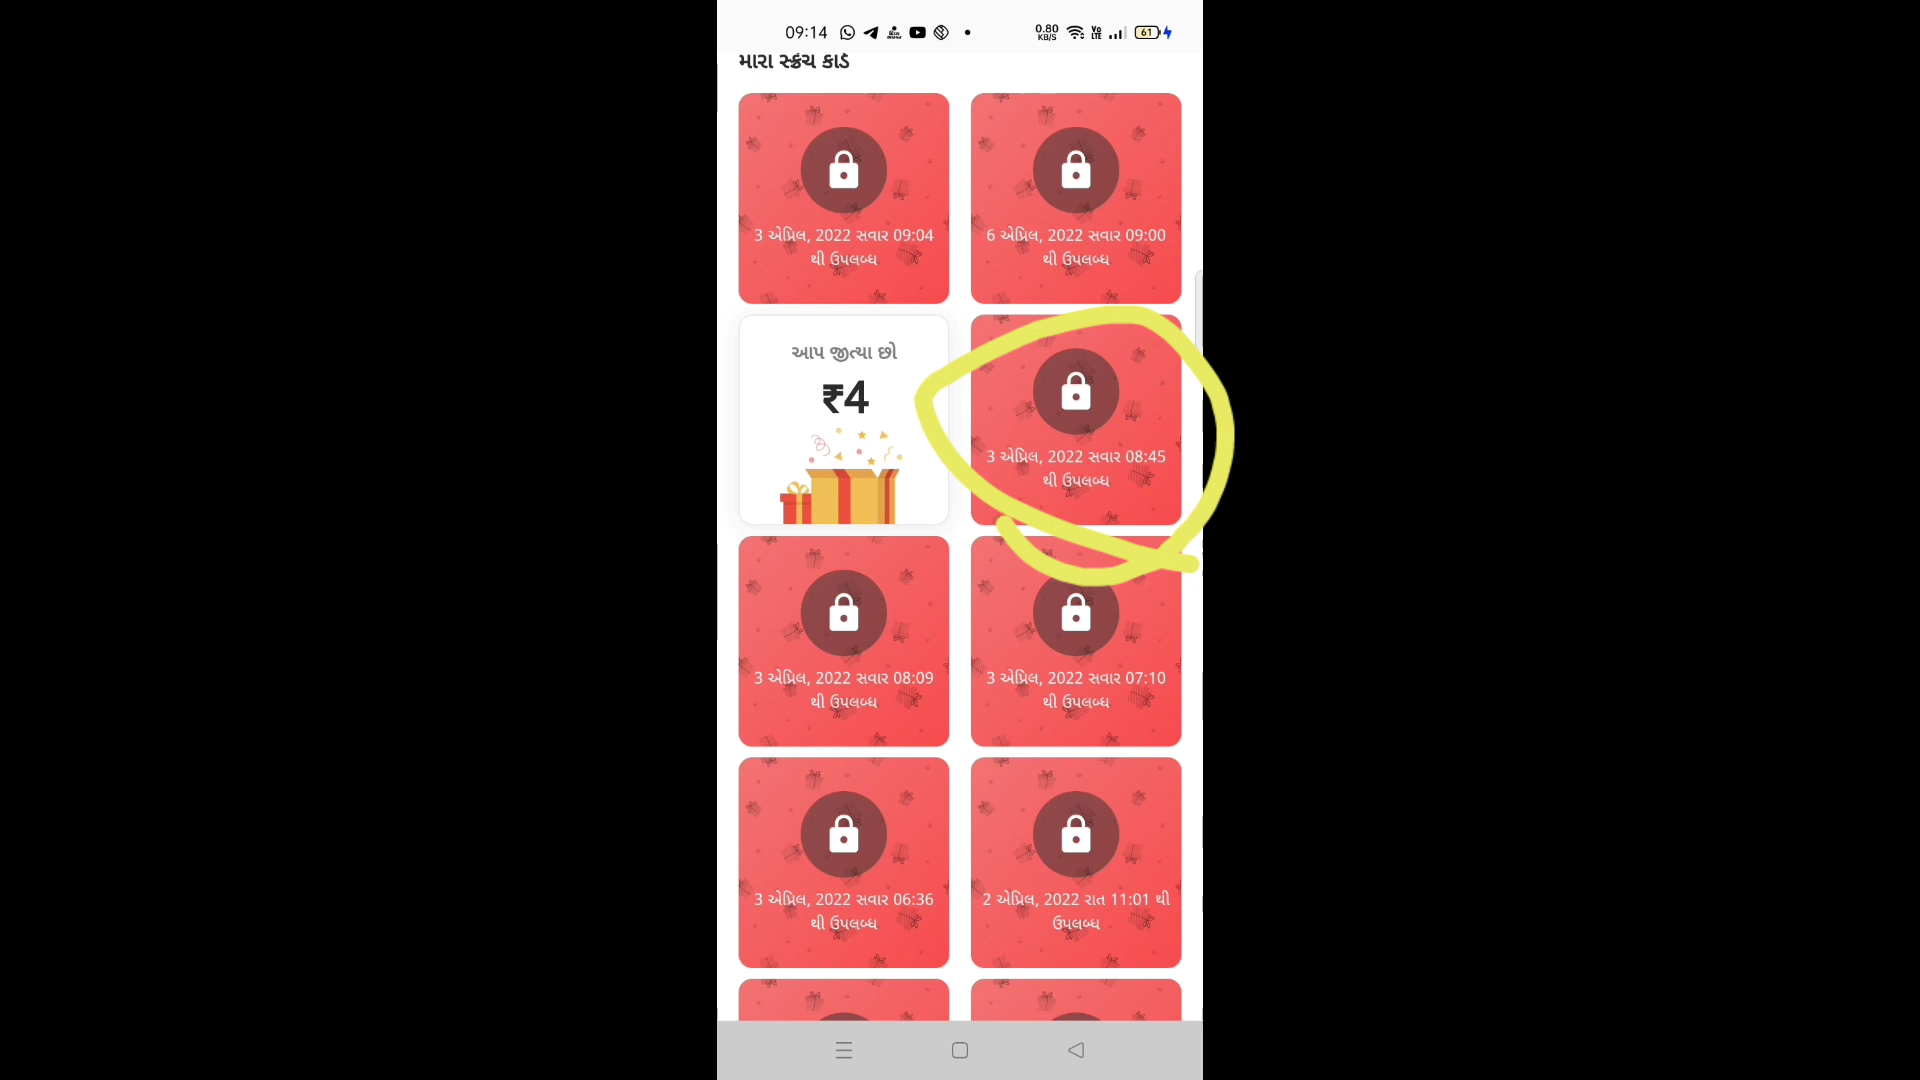 09:14
0.80
KB/S
Vo
LTE
61
મારા સ્ક્રૅચ કાર્ડ
3 એપ્રિલ, 2022 સવાર 09:04
થી ઉપલબ્ધ
6 એપ્રિલ, 2022 સવાર 09:00
થી ઉપલબ્ધ
આપ જીત્યા છો
₹4
3 એપ્રિલ, 2022 સવાર 08:45
થી ઉપલબ્ધ
3 એપ્રિલ, 2022 સવાર 08:09
થી ઉપલબ્ધ
3 એપ્રિલ, 2022 સવાર 07:10
થી ઉપલબ્ધ
3 એપ્રિલ, 2022 સવાર 06:36
થી ઉપલબ્ધ
2 એપ્રિલ, 2022 રાત 11:01 થી
ઉપલબ્ધ